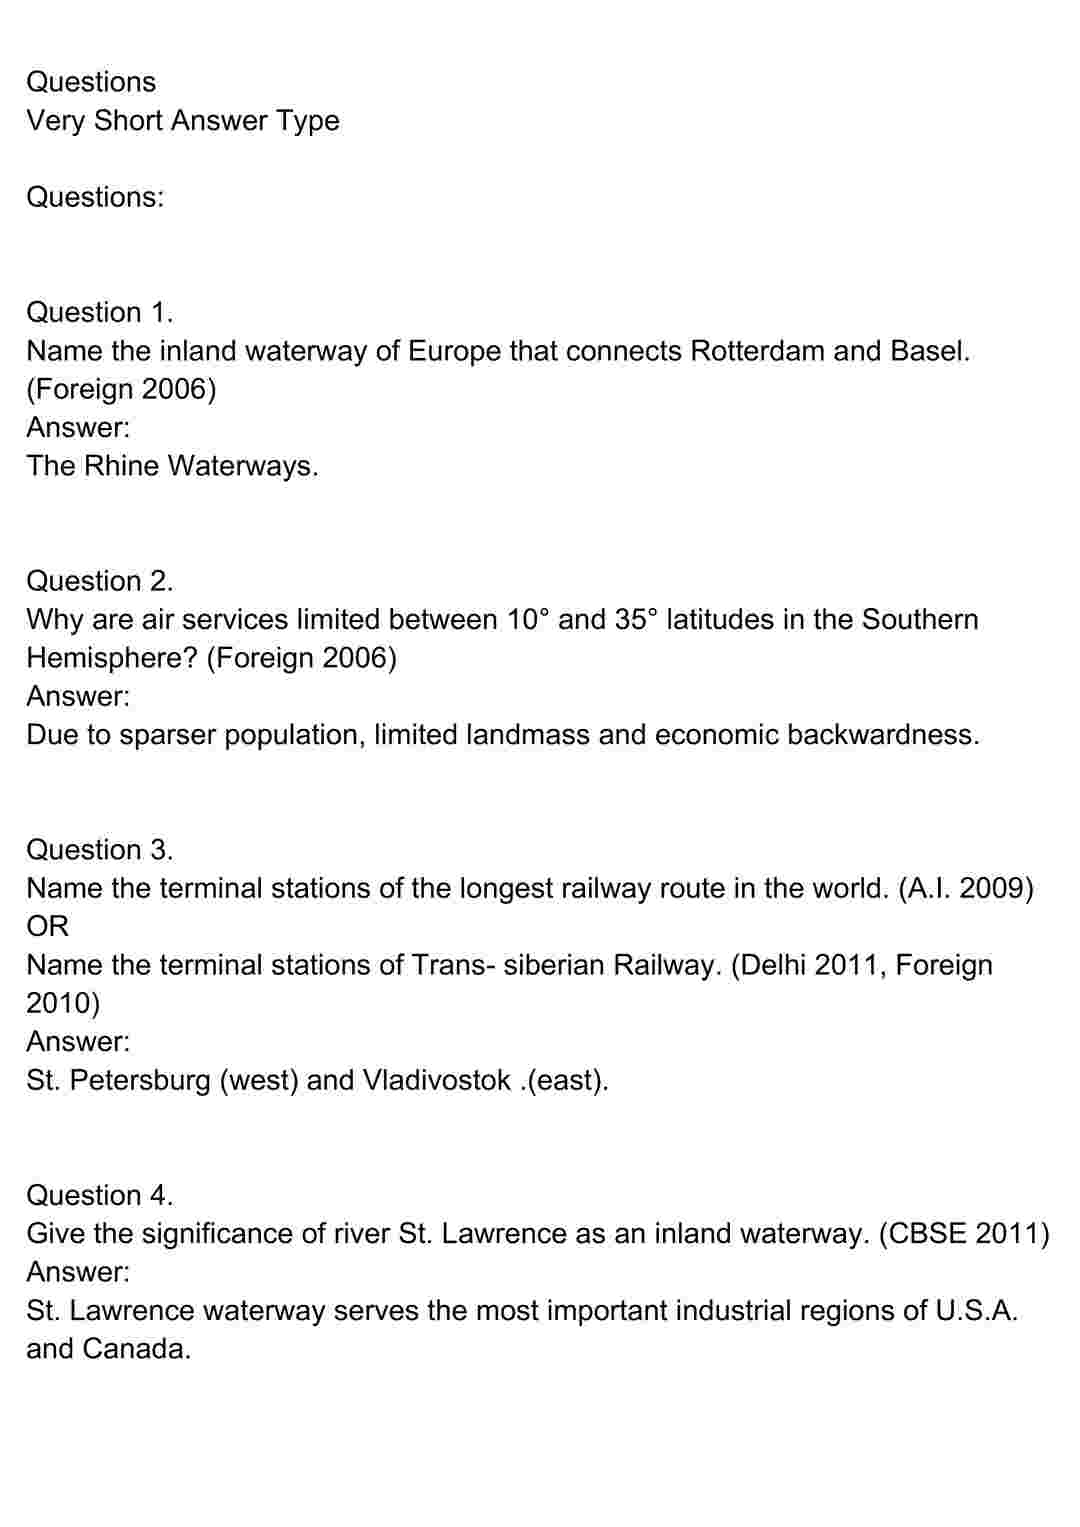 Questions
Very Short Answer Type
Questions:
Question 1.
Name the inland waterway of Europe that connects Rotterdam and Basel.
(Foreign 2006)
Answer:
The Rhine Waterways.
Question 2.
Why are air services limited between 10° and 35° latitudes in the Southern
Hemisphere? (Foreign 2006)
Answer:
Due to sparser population, limited landmass and economic backwardness.
Question 3.
Name the terminal stations of the longest railway route in the world. (A.I. 2009)
OR
Name the terminal stations of Trans- siberian Railway. (Delhi 2011, Foreign
2010)
Answer:
St. Petersburg (west) and Vladivostok .(east).
Question 4.
Give the significance of river St. Lawrence as an inland waterway. (CBSE 2011)
Answer:
St. Lawrence waterway serves the most important industrial regions of U.S.A.
and Canada.